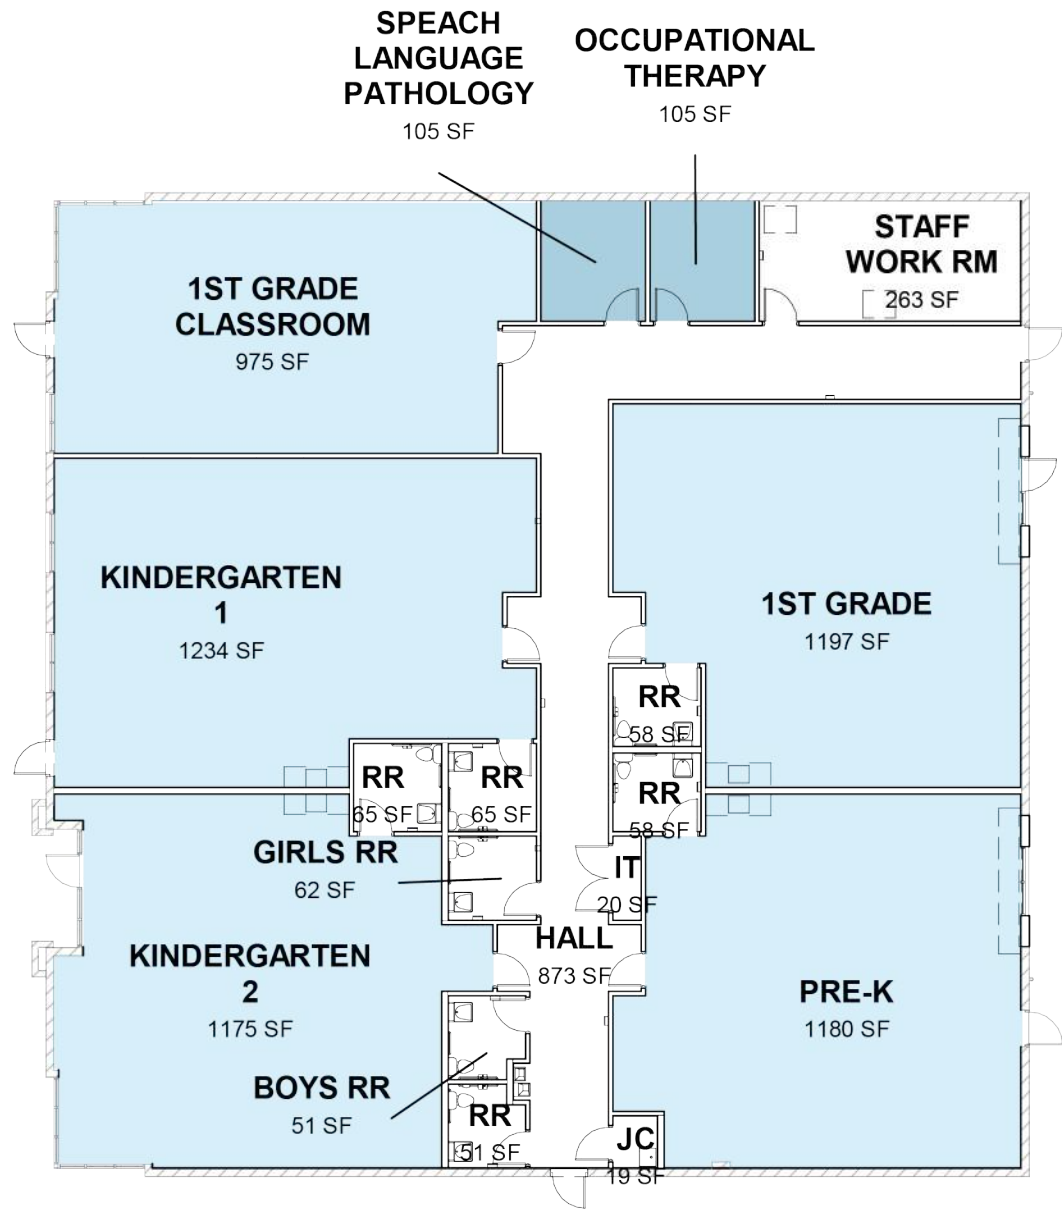 SPEACH
LANGUAGE
PATHOLOGY
105 SF
OCCUPATIONAL
THERAPY
105 SF
STAFF
WORK RM
263 SF
1ST GRADE
CLASSROOM
975 SF
KINDERGARTEN
1
1234 SF
1ST GRADE
1197 SF
RR
58 SF
RR
65 SF
RR
65 SF
RR
58 SF
GIRLS RR
62 SF
IT
20 SF
HALL
873 SF
KINDERGARTEN
2
1175 SF
PRE-K
1180 SF
BOYS RR
51 SF
RR
51 SF
JC
19 SF